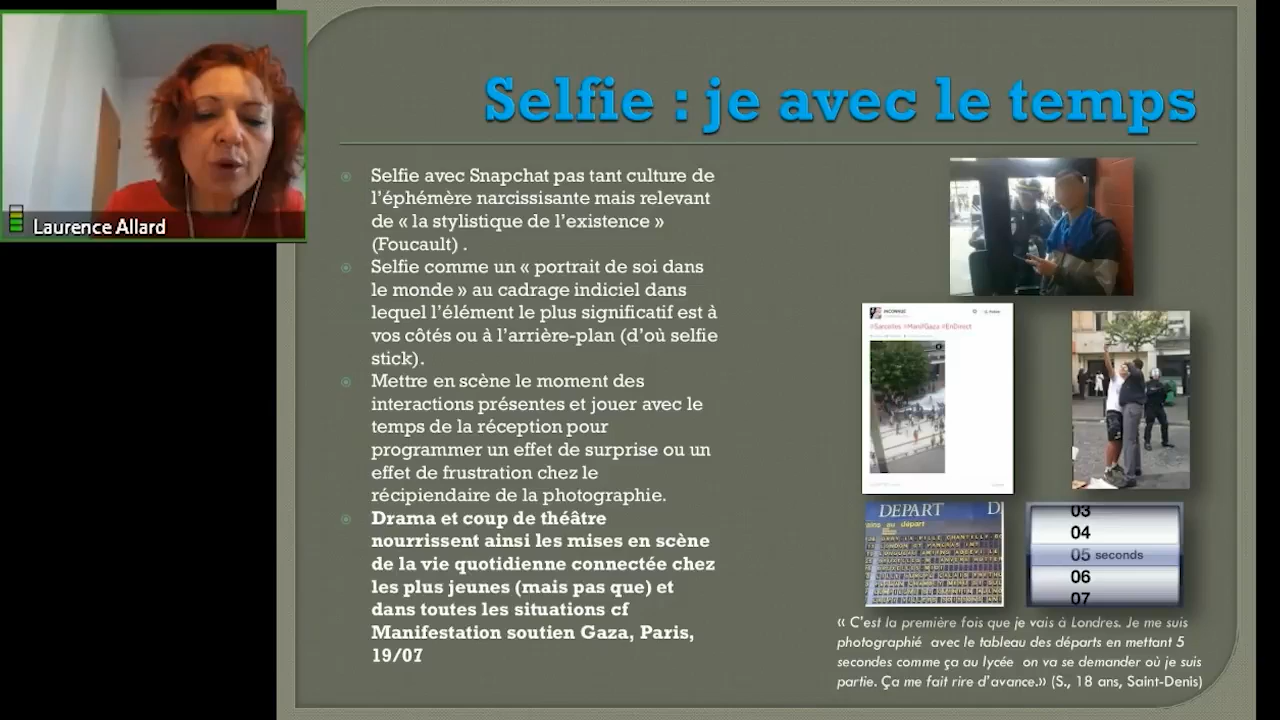 Selfie : je avec le temps
Laurence Allard
Selfie avec Snapchat pas tant culture de
l'éphémère narcissisante mais relevant
de « la stylistique de l'existence »
(Foucault) .
Selfie comme un « portrait de soi dans
le monde » au cadrage indiciel dans
lequel l'élément le plus significatif est à
vos côtés ou à l'arrière-plan (d'où selfie
stick).
Mettre en scène le moment des
interactions présentes et jouer avec le
temps de la réception pour
programmer un effet de surprise ou un
effet de frustration chez le
récipiendaire de la photographie.
Drama et coup de théâtre
nourrissent ainsi les mises en scène
de la vie quotidienne connectée chez
les plus jeunes (mais pas que) et
dans toutes les situations cf
Manifestation soutien Gaza, Paris,
19/07
#Sarcelles #ManifGaza #EnDirect
DEPART D
au départ
03
04
05 seconds
06
07
« C'est la première fois que je vais à Londres. Je me suis
photographié avec le tableau des départs en mettant 5
secondes comme ça au lycée on va se demander où je suis
partie. Ça me fait rire d'avance.» (S., 18 ans, Saint-Denis)